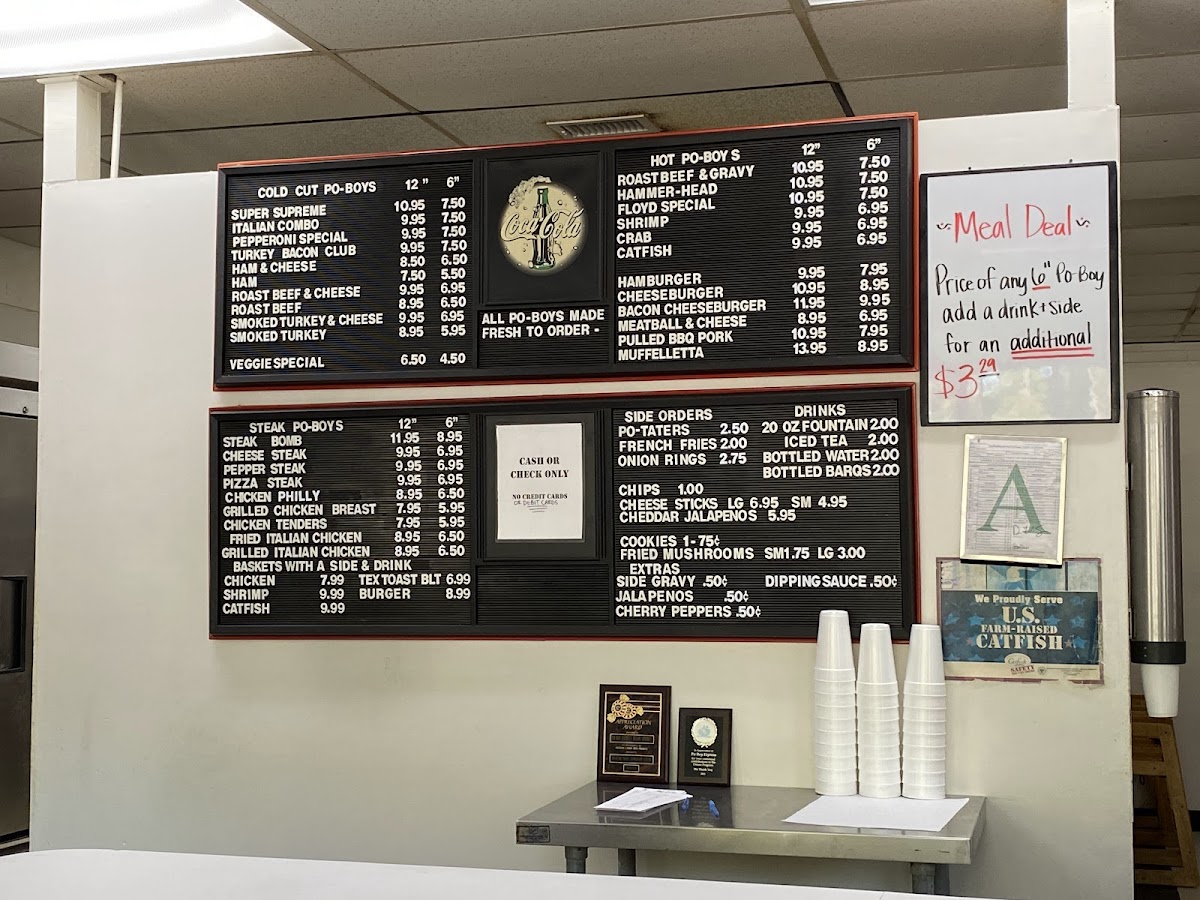 COLD CUT PO-BOYS 12" 6"
SUPER SUPREME 10.95 7.50
ITALIAN COMBO 9.95 7.50
PEPPERONI SPECIAL 9.95 7.50
TURKEY BACON CLUB 9.95 7.50
HAM & CHEESE 8.50 6.50
HAM 7.50 5.50
ROAST BEEF & CHEESE 9.95 6.95
ROAST BEEF 8.95 6.50
SMOKED TURKEY & CHEESE 9.95 6.95
SMOKED TURKEY 8.95 5.95
VEGGIE SPECIAL 6.50 4.50
Coca-Cola
ALL PO-BOYS MADE
FRESH TO ORDER -
HOT PO-BOYS 12" 6"
ROAST BEEF & GRAVY 10.95 7.50
HAMMER-HEAD 10.95 7.50
FLOYD SPECIAL 10.95 7.50
SHRIMP 9.95 6.95
CRAB 9.95 6.95
CATFISH 9.95 6.95
HAMBURGER 9.95 7.95
CHEESEBURGER 10.95 8.95
BACON CHEESEBURGER 11.95 9.95
MEATBALL & CHEESE 8.95 6.95
PULLED BBQ PORK 10.95 7.95
MUFFELLETTA 13.95 8.95
Meal Deal
Price of any 6" Po-Boy
add a drink + side
for an additional
$3.29
STEAK PO-BOYS 12" 6"
STEAK BOMB 11.95 8.95
CHEESE STEAK 9.95 6.95
PEPPER STEAK 9.95 6.95
PIZZA STEAK 9.95 6.95
CHICKEN PHILLY 8.95 6.50
GRILLED CHICKEN BREAST 7.95 5.95
CHICKEN TENDERS 7.95 5.95
FRIED ITALIAN CHICKEN 8.95 6.50
GRILLED ITALIAN CHICKEN 8.95 6.50
BASKETS WITH A SIDE & DRINK
CHICKEN 7.99 TEX TOAST BLT 6.99
SHRIMP 9.99 BURGER 8.99
CATFISH 9.99
CASH OR
CHECK ONLY
NO CREDIT CARDS
OR DEBIT CARDS
SIDE ORDERS DRINKS
PO-TATERS 2.50 20 OZ FOUNTAIN 2.00
FRENCH FRIES 2.00 ICED TEA 2.00
ONION RINGS 2.75 BOTTLED WATER 2.00
BOTTLED BARQS 2.00
CHIPS 1.00
CHEESE STICKS LG 6.95 SM 4.95
CHEDDAR JALAPENOS 5.95
COOKIES 1-75¢
FRIED MUSHROOMS SM1.75 LG 3.00
EXTRAS
SIDE GRAVY .50¢ DIPPING SAUCE .50¢
JALAPENOS .50¢
CHERRY PEPPERS .50¢
A
We Proudly Serve
U.S.
FARM-RAISED
CATFISH
SAFETY
APPRECIATION
AWARD
Po-Boy Express